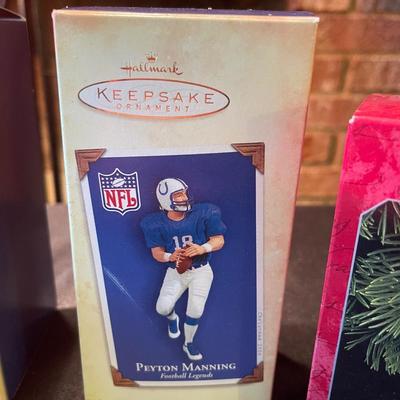 Hallmark
KEEPSAKE
ORNAMENT
NFL
18
PEYTON MANNING
Football Legends